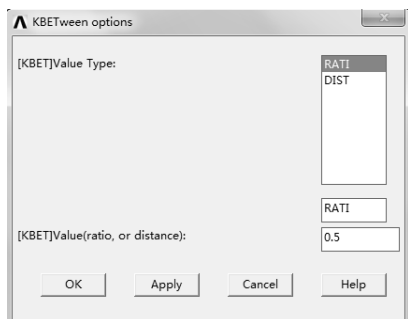 KBETween options
[KBET]Value Type:
RATI
DIST
RATI
[KBET]Value(ratio, or distance):
0.5
OK Apply Cancel Help